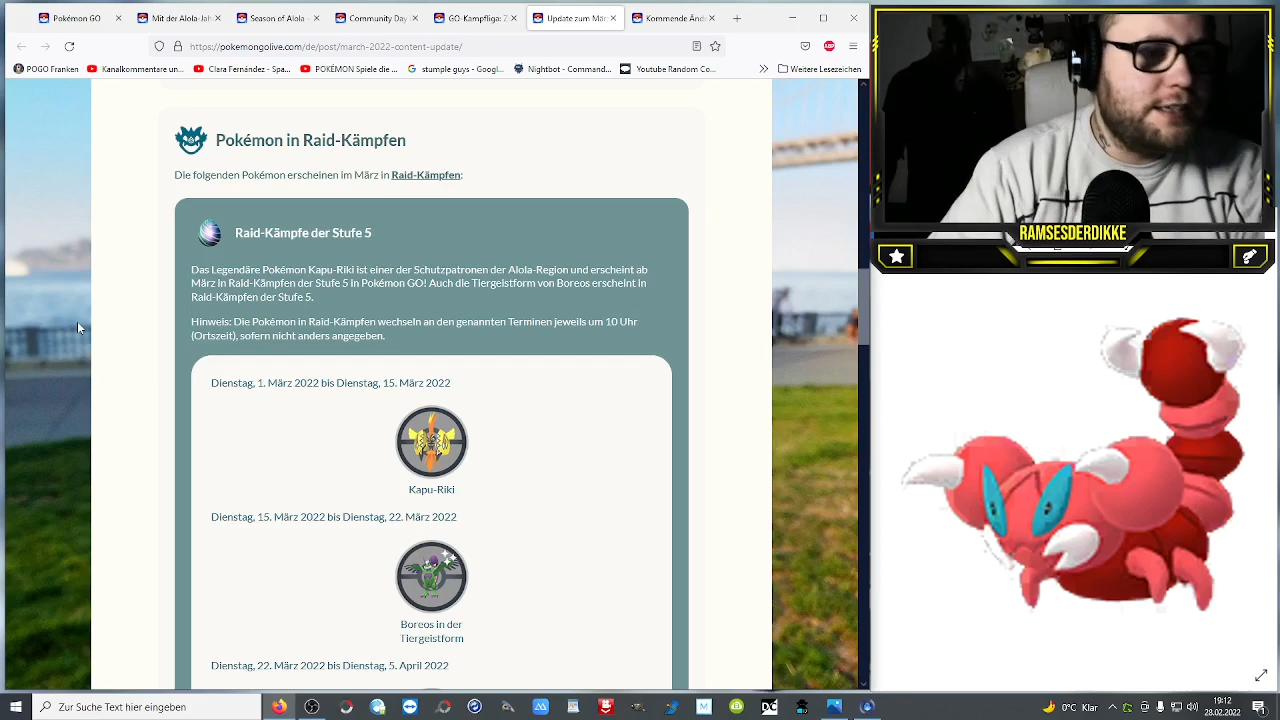 Pokémon GO
Mit der Alola-Rei
Season of Alola -
Pokémon Day
GO Kampfliga: Z
Update zum Mär
Kommende Änd
https://pokemongolive.com/de/post/march-2022-content-update/
POGO Franken
Kanalkommentare in ...
Clara Fernández - Spa...
POKÉMON Spiele in d...
sample guys - Googl...
Nightbot - Comman...
Youtube Random Co...
Weitere Lesezeichen
Pokémon in Raid-Kämpfen
Die folgenden Pokémon erscheinen im März in Raid-Kämpfen:
Raid-Kämpfe der Stufe 5
Das Legendäre Pokémon Kapu-Riki ist einer der Schutzpatronen der Alola-Region und erscheint ab
März in Raid-Kämpfen der Stufe 5 in Pokémon GO! Auch die Tiergeistform von Boreos erscheint in
Raid-Kämpfen der Stufe 5.
Hinweis: Die Pokémon in Raid-Kämpfen wechseln an den genannten Terminen jeweils um 10 Uhr
(Ortszeit), sofern nicht anders angegeben.
Dienstag, 1. März 2022 bis Dienstag, 15. März 2022
Kapu-Riki
Dienstag, 15. März 2022 bis Dienstag, 22. März 2022
Boreos in der
Tiergeistform
Dienstag, 22. März 2022 bis Dienstag, 5. April 2022
RAMSESDERDIKKE
Zur Suche Text hier eingeben
0°C Klar
19:12
28.02.2022